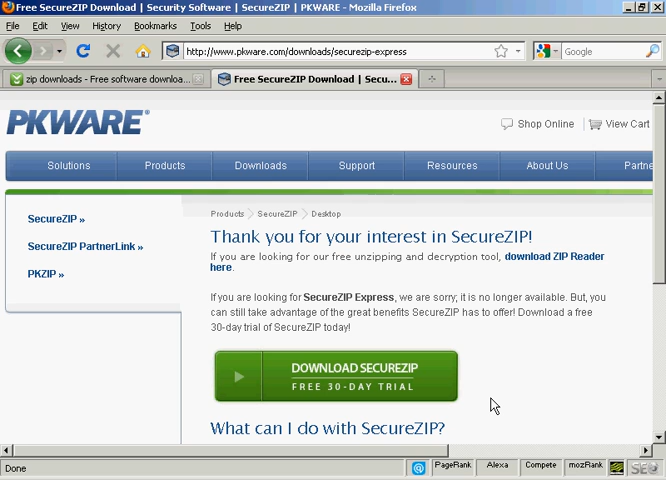 Free SecureZIP Download | Security Software | SecureZIP | PKWARE - Mozilla Firefox
File Edit View History Bookmarks Tools Help
http://www.pkware.com/downloads/securezip-express
Google
zip downloads - Free software downloa...
Free SecureZIP Download | Secu...
PKWARE®
Shop Online
View Cart
Solutions Products Downloads Support Resources About Us Partne
SecureZIP »
SecureZIP PartnerLink »
PKZIP »
Products SecureZIP Desktop
Thank you for your interest in SecureZIP!
If you are looking for our free unzipping and decryption tool, download ZIP Reader
here.
If you are looking for SecureZIP Express, we are sorry; it is no longer available. But, you
can still take advantage of the great benefits SecureZIP has to offer! Download a free
30-day trial of SecureZIP today!
DOWNLOAD SECUREZIP
FREE 30-DAY TRIAL
What can I do with SecureZIP?
Done
@ PageRank Alexa Compete mozRank SEO